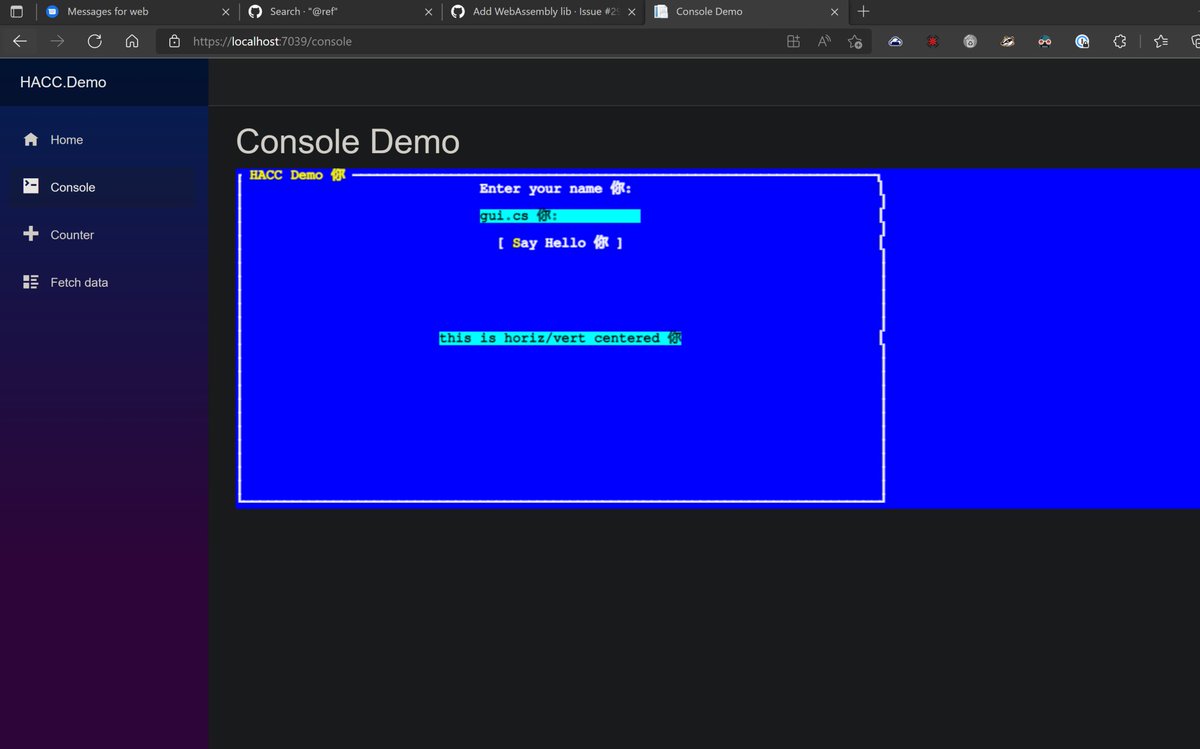 Messages for web
Search · "@ref"
Add WebAssembly lib · Issue #2
Console Demo
https://localhost:7039/console
HACC.Demo
Home
Console
Counter
Fetch data
Console Demo
HACC Demo 你
Enter your name 你:
gui.cs 你:
[ Say Hello 你 ]
this is horiz/vert centered 你